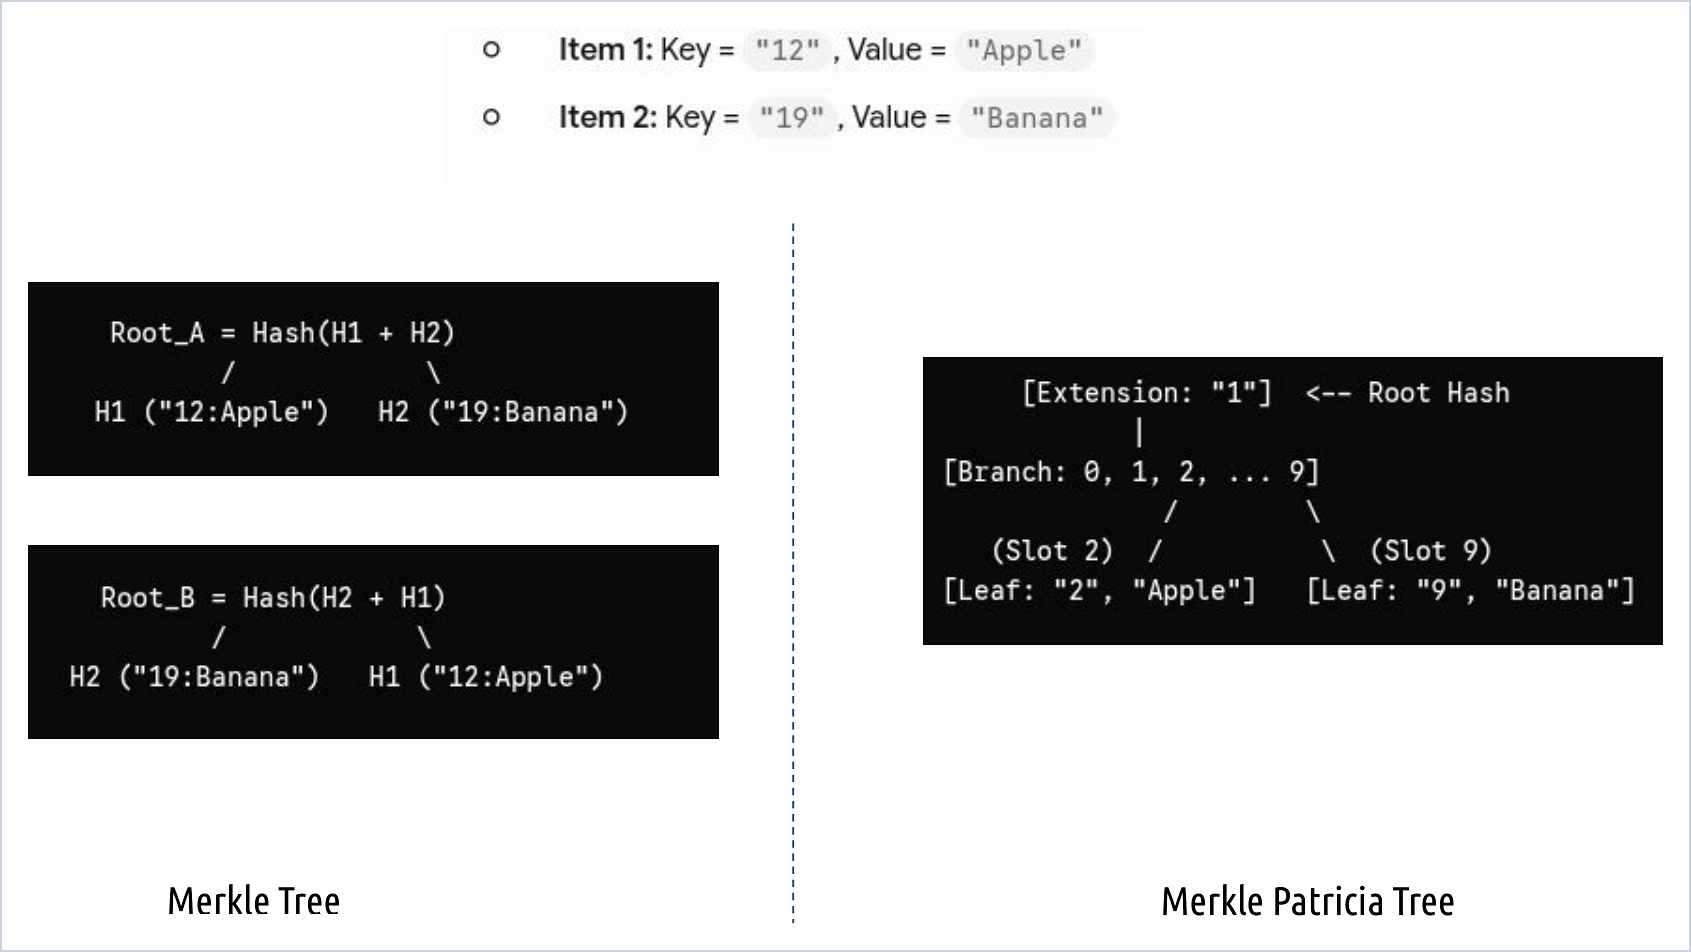 ○ Item 1: Key = "12" , Value = "Apple"
○ Item 2: Key = "19" , Value = "Banana"
Root_A = Hash(H1 + H2)
/ \
H1 ("12:Apple") H2 ("19:Banana")
Root_B = Hash(H2 + H1)
/ \
H2 ("19:Banana") H1 ("12:Apple")
Merkle Tree
[Extension: "1"] <-- Root Hash
|
[Branch: 0, 1, 2, ... 9]
/ \
(Slot 2) / \ (Slot 9)
[Leaf: "2", "Apple"] [Leaf: "9", "Banana"]
Merkle Patricia Tree